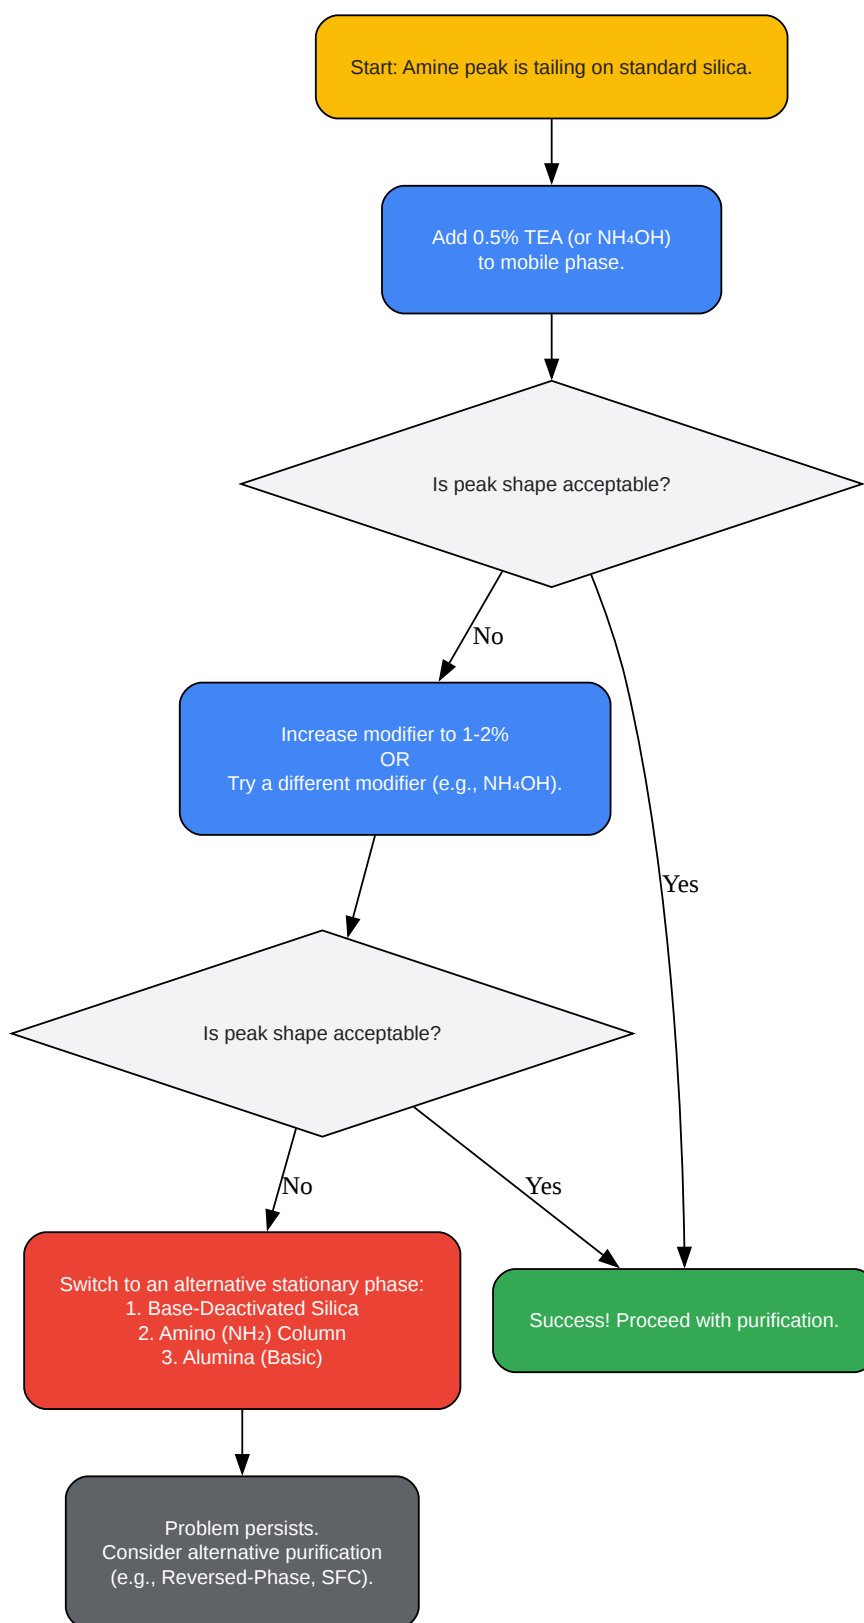 Start: Amine peak is tailing on standard silica.
Add 0.5% TEA (or NH₄OH)
to mobile phase.
Is peak shape acceptable?
No
Increase modifier to 1-2%
OR
Try a different modifier (e.g., NH₄OH).
Yes
Is peak shape acceptable?
No
Yes
Switch to an alternative stationary phase:
1. Base-Deactivated Silica
2. Amino (NH₂) Column
3. Alumina (Basic)
Success! Proceed with purification.
Problem persists.
Consider alternative purification
(e.g., Reversed-Phase, SFC).